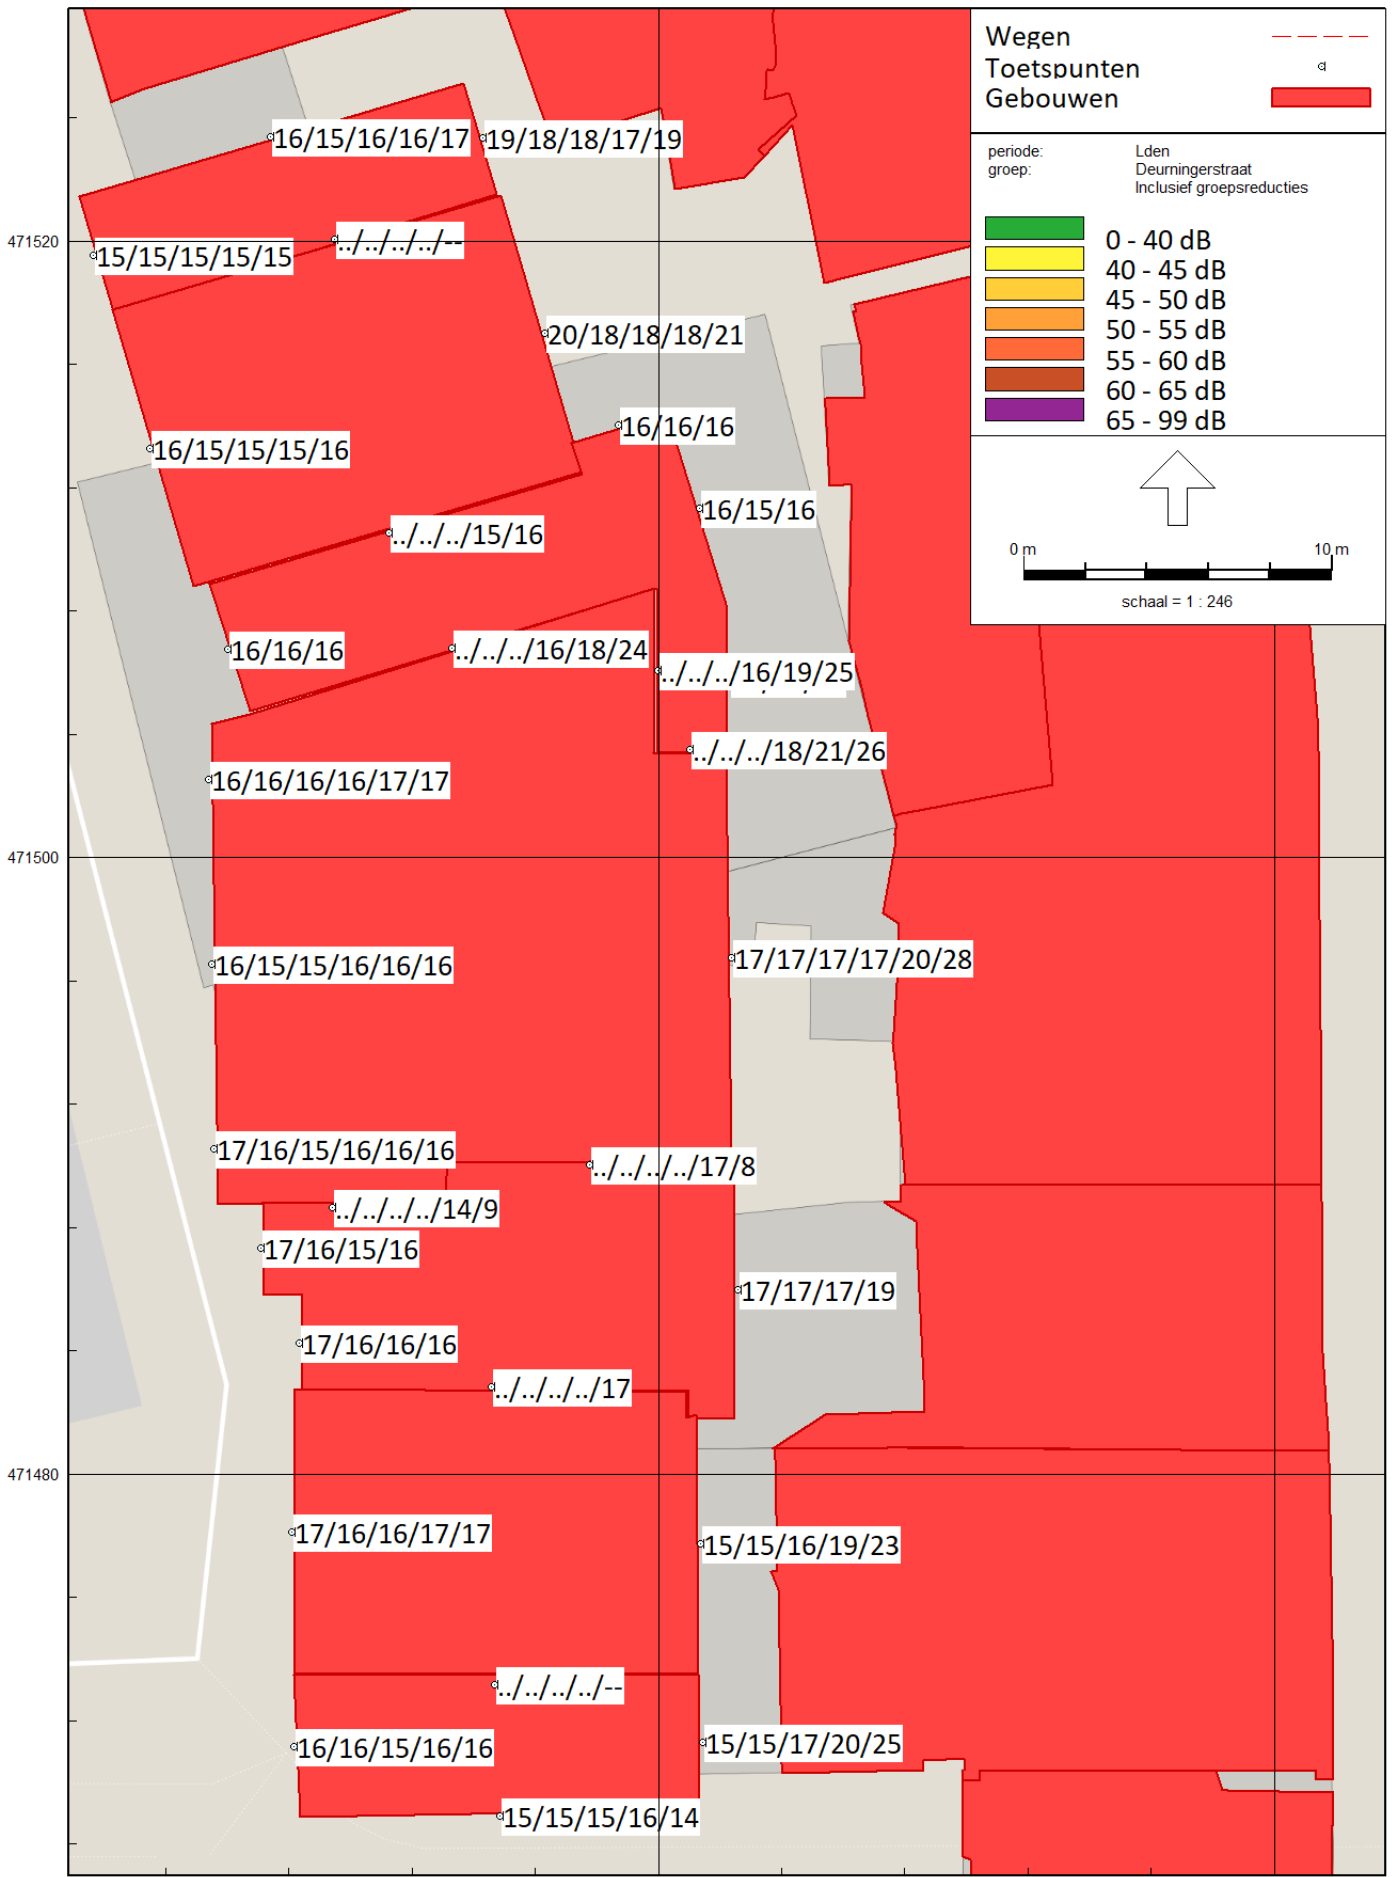 Wegen
Toetspunten
Gebouwen
periode: Lden
groep: Deurningerstraat
Inclusief groepsreducties
0 - 40 dB
40 - 45 dB
45 - 50 dB
50 - 55 dB
55 - 60 dB
60 - 65 dB
65 - 99 dB
0 m 10 m
schaal = 1 : 246
16/15/16/16/17
19/18/18/17/19
471520
../../../../--
15/15/15/15/15
20/18/18/18/21
16/16/16
16/15/15/15/16
16/15/16
../../../15/16
16/16/16
../../../16/18/24
../../../16/19/25
../../../18/21/26
16/16/16/16/17/17
471500
17/17/17/17/20/28
16/15/15/16/16/16
17/16/15/16/16/16
../../../../17/8
../../../../14/9
17/16/15/16
17/17/17/19
17/16/16/16
../../../../17
471480
17/16/16/17/17
15/15/16/19/23
../../../../--
16/16/15/16/16
15/15/17/20/25
15/15/15/16/14